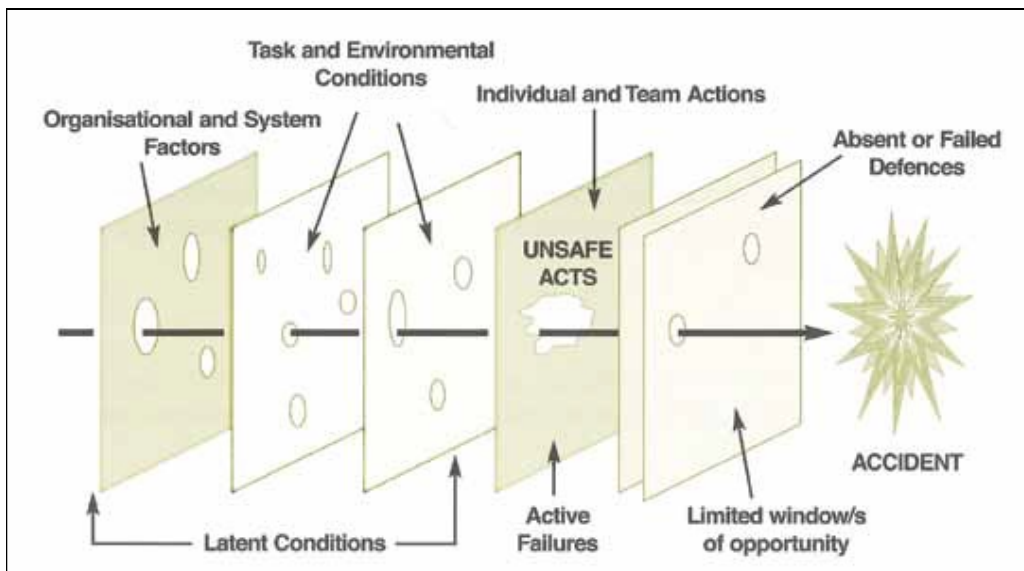 Task and Environmental
Conditions
Individual and Team Actions
Organisational and System
Factors
Absent or Failed
Defences
UNSAFE
ACTS
ACCIDENT
Active
Failures
Limited window/s
of opportunity
Latent Conditions